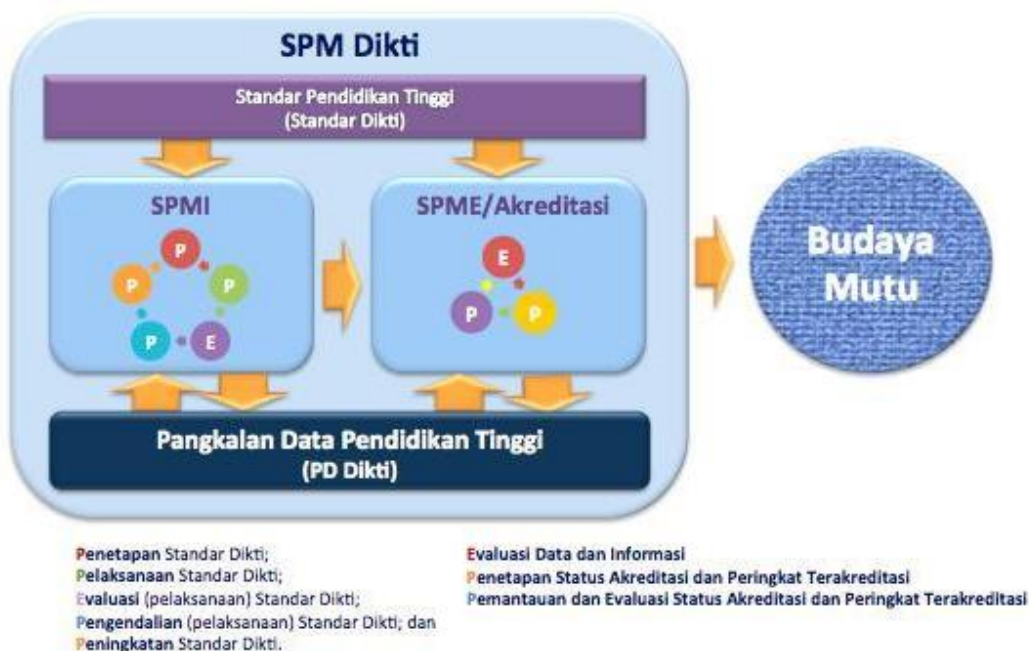 SPM Dikti
Standar Pendidikan Tinggi
(Standar Dikti)
SPMI
P
P
P
P
E
SPME/Akreditasi
E
P
P
Budaya
Mutu
Pangkalan Data Pendidikan Tinggi
(PD Dikti)
Penetapan Standar Dikti;
Pelaksanaan Standar Dikti;
Evaluasi (pelaksanaan) Standar Dikti;
Pengendalian (pelaksanaan) Standar Dikti; dan
Peningkatan Standar Dikti.
Evaluasi Data dan Informasi
Penetapan Status Akreditasi dan Peringkat Terakreditasi
Pemantauan dan Evaluasi Status Akreditasi dan Peringkat Terakreditasi